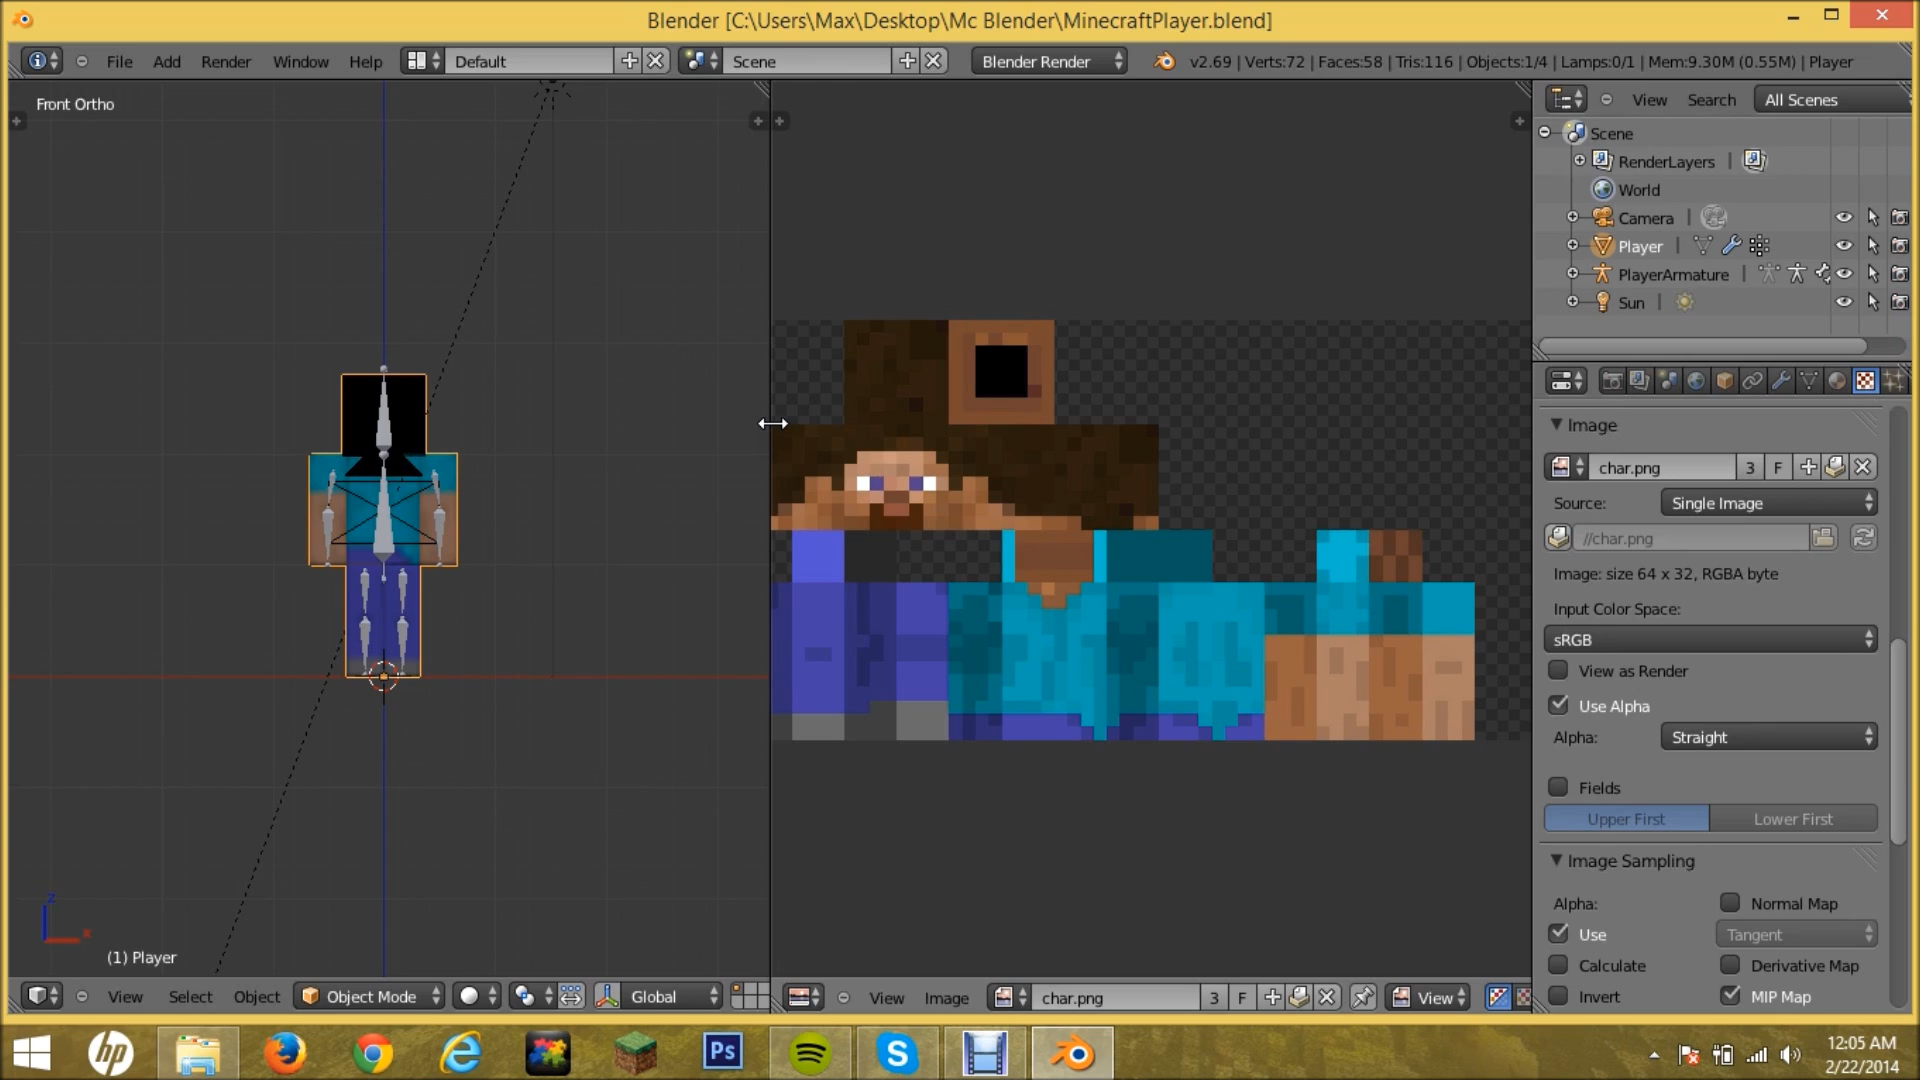 Blender [C:\Users\Max\Desktop\Mc Blender\MinecraftPlayer.blend]
File Add Render Window Help Default Scene Blender Render v2.69 | Verts:72 | Faces:58 | Tris:116 | Objects:1/4 | Lamps:0/1 | Mem:9.30M (0.55M) | Player
Front Ortho
View Search All Scenes
Scene
RenderLayers
World
Camera
Player
PlayerArmature
Sun
Image
char.png 3 F
Source: Single Image
//char.png
Image: size 64 x 32, RGBA byte
Input Color Space:
sRGB
View as Render
Use Alpha
Alpha: Straight
Fields
Upper First Lower First
Image Sampling
Alpha: Normal Map
Use Tangent
Calculate Derivative Map
Invert MIP Map
z
x
(1) Player
View Select Object Object Mode Global
View Image char.png 3 F View
hp
Ps
12:05 AM
2/22/2014